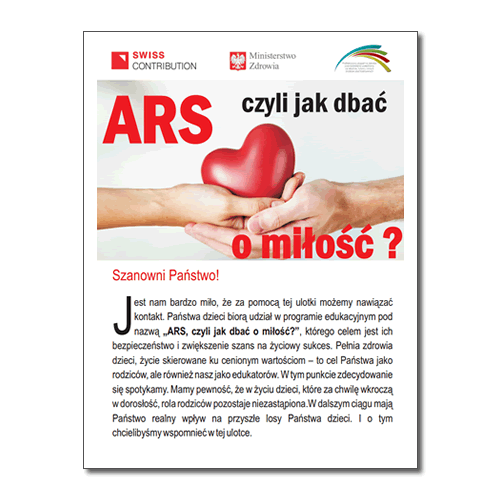 SWISS
CONTRIBUTION
Ministerstwo
Zdrowia
ARS
czyli jak dbać
o miłość ?
Szanowni Państwo!
Jest nam bardzo miło, że za pomocą tej ulotki możemy nawiązać
kontakt. Państwa dzieci biorą udział w programie edukacyjnym pod
nazwą „ARS, czyli jak dbać o miłość?”, którego celem jest ich
bezpieczeństwo i zwiększenie szans na życiowy sukces. Pełnia zdrowia
dzieci, życie skierowane ku cenionym wartościom – to cel Państwa jako
rodziców, ale również nasz jako edukatorów. W tym punkcie zdecydowanie
się spotykamy. Mamy pewność, że w życiu dzieci, które za chwilę wkroczą
w dorosłość, rola rodziców pozostaje niezastąpiona. W dalszym ciągu mają
Państwo realny wpływ na przyszłe losy Państwa dzieci. I o tym
chcielibyśmy wspomnieć w tej ulotce.